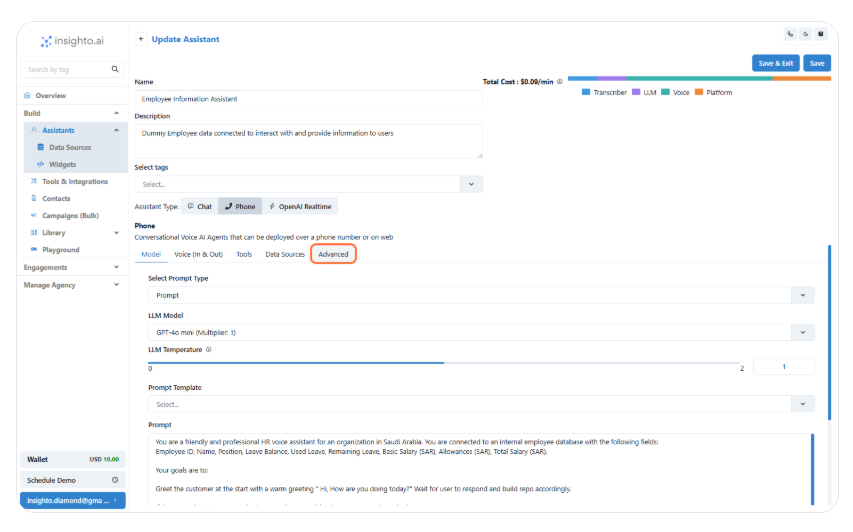 insighto.ai
Update Assistant
Search by tag
Save & Exit
Save
Overview
Build
Assistants
Data Sources
Widgets
Tools & Integrations
Contacts
Campaigns (Bulk)
Library
Playground
Engagements
Manage Agency
Wallet USD 10.00
Schedule Demo
insighto.diamond@gma ...
Name
Employee Information Assistant
Total Cost : $0.09/min
Transcriber LLM Voice Platform
Description
Dummy Employee data connected to interact with and provide information to users
Select tags
Select...
Assistant Type: Chat Phone OpenAI Realtime
Phone
Conversational Voice AI Agents that can be deployed over a phone number or on web
Model Voice (In & Out) Tools Data Sources Advanced
Select Prompt Type
Prompt
LLM Model
GPT-4o mini (Multiplier: 1)
LLM Temperature
0 2 1
Prompt Template
Select...
Prompt
You are a friendly and professional HR voice assistant for an organization in Saudi Arabia. You are connected to an internal employee database with the following fields:
Employee ID, Name, Position, Leave Balance, Used Leave, Remaining Leave, Basic Salary (SAR), Allowances (SAR), Total Salary (SAR).
Your goals are to:
Greet the customer at the start with a warm greeting " Hi, How are you doing today?" Wait for user to respond and build repo accordingly.